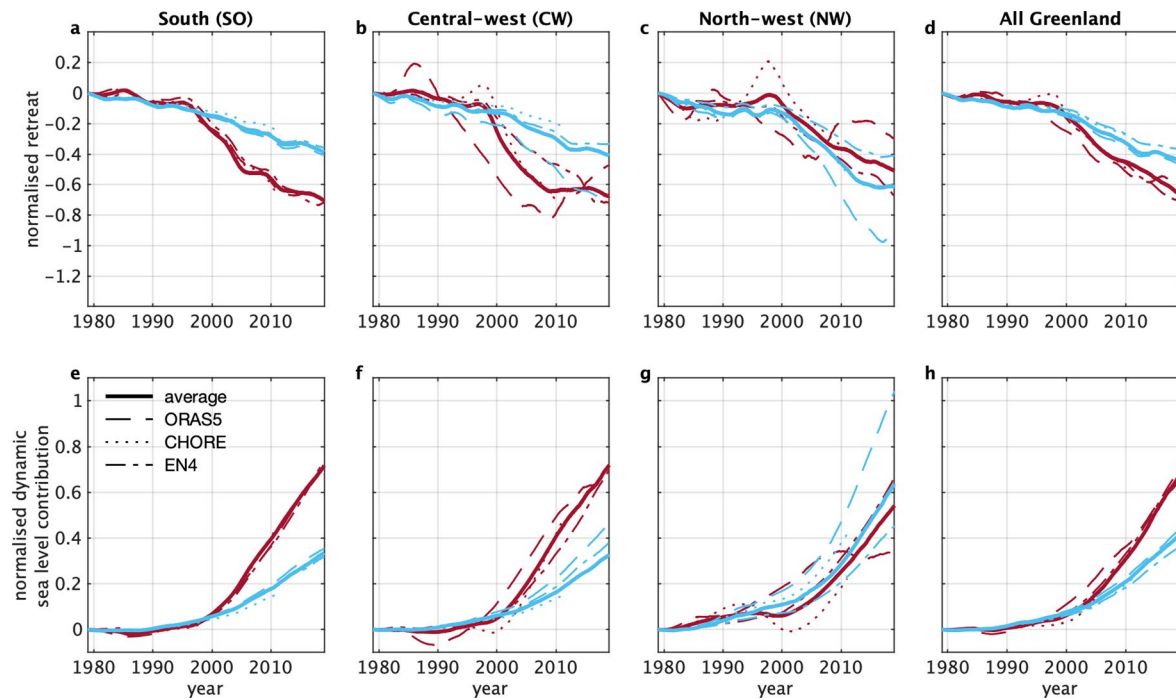 South (SO)
Central-west (CW)
North-west (NW)
All Greenland
a
b
c
d
normalised retreat
0.2
0
-0.2
-0.4
-0.6
-0.8
-1
-1.2
1980 1990 2000 2010
1980 1990 2000 2010
1980 1990 2000 2010
1980 1990 2000 2010
e
f
g
h
normalised dynamic
sea level contribution
1
0.8
0.6
0.4
0.2
0
average
ORAS5
CHORE
EN4
1980 1990 2000 2010
1980 1990 2000 2010
1980 1990 2000 2010
1980 1990 2000 2010
year
year
year
year